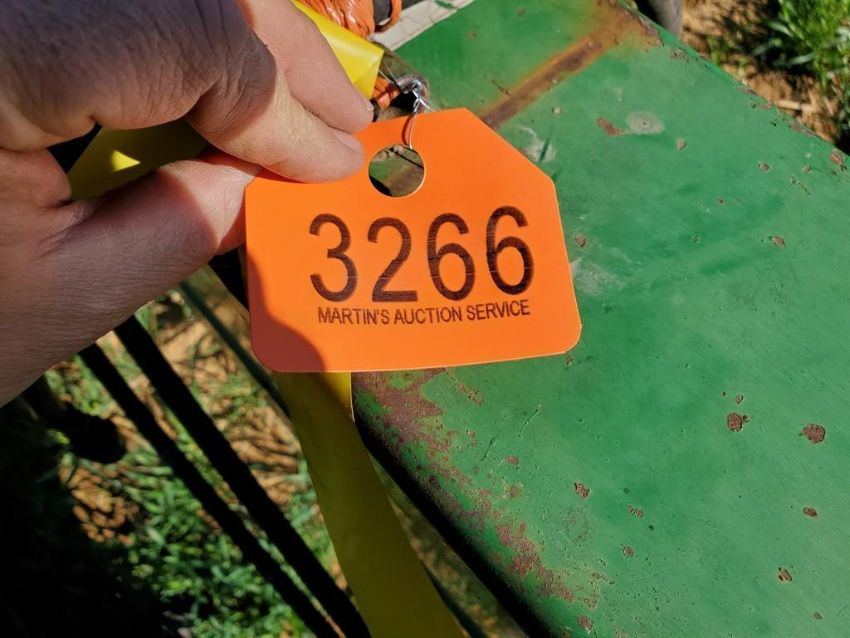 3266
MARTIN'S AUCTION SERVICE